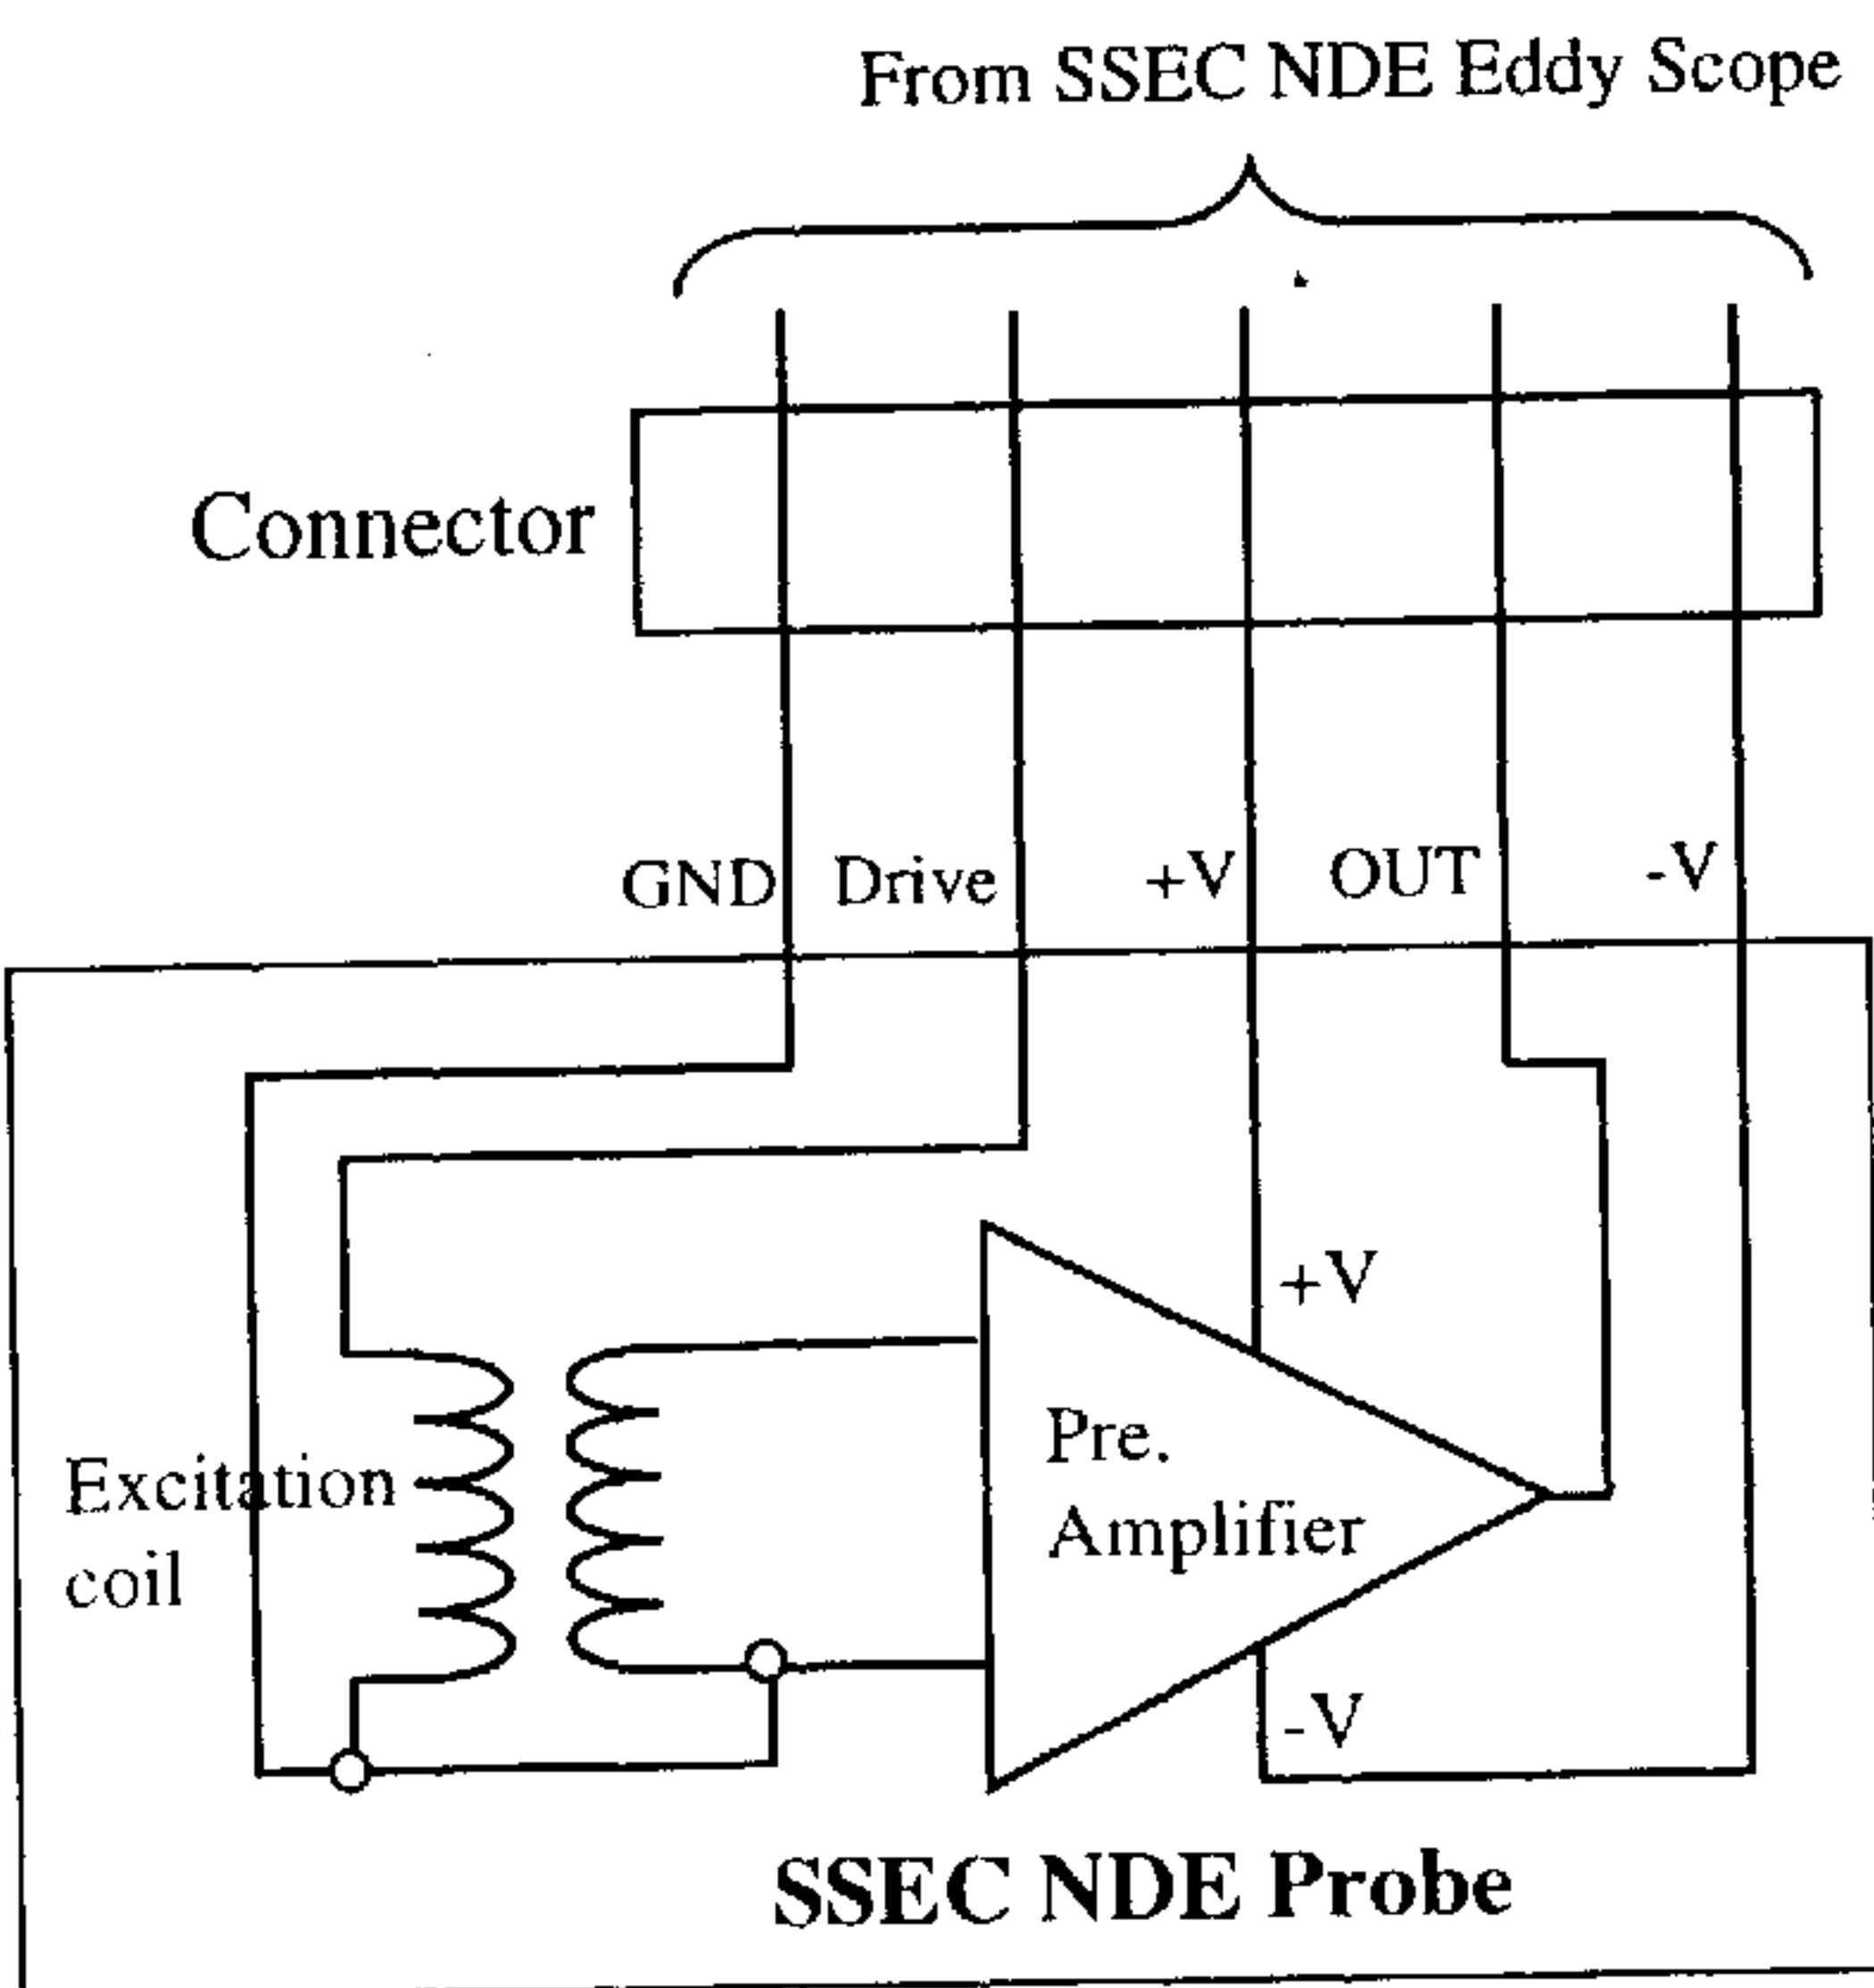 From SSEC NDE Eddy Scope
Connector
GND Drive +V OUT -V
+V
Pre.
Amplifier
Excitation
coil
-V
SSEC NDE Probe